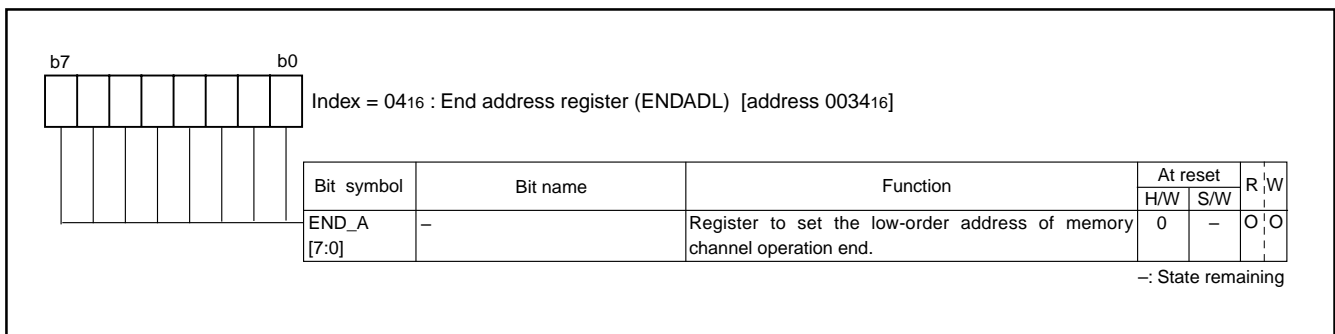 b7 b0
Index = 0416 : End address register (ENDADL) [address 003416]
Bit symbol Bit name Function At reset R W
H/W S/W
END_A – Register to set the low-order address of memory 0 – O O
[7:0] channel operation end.
–: State remaining